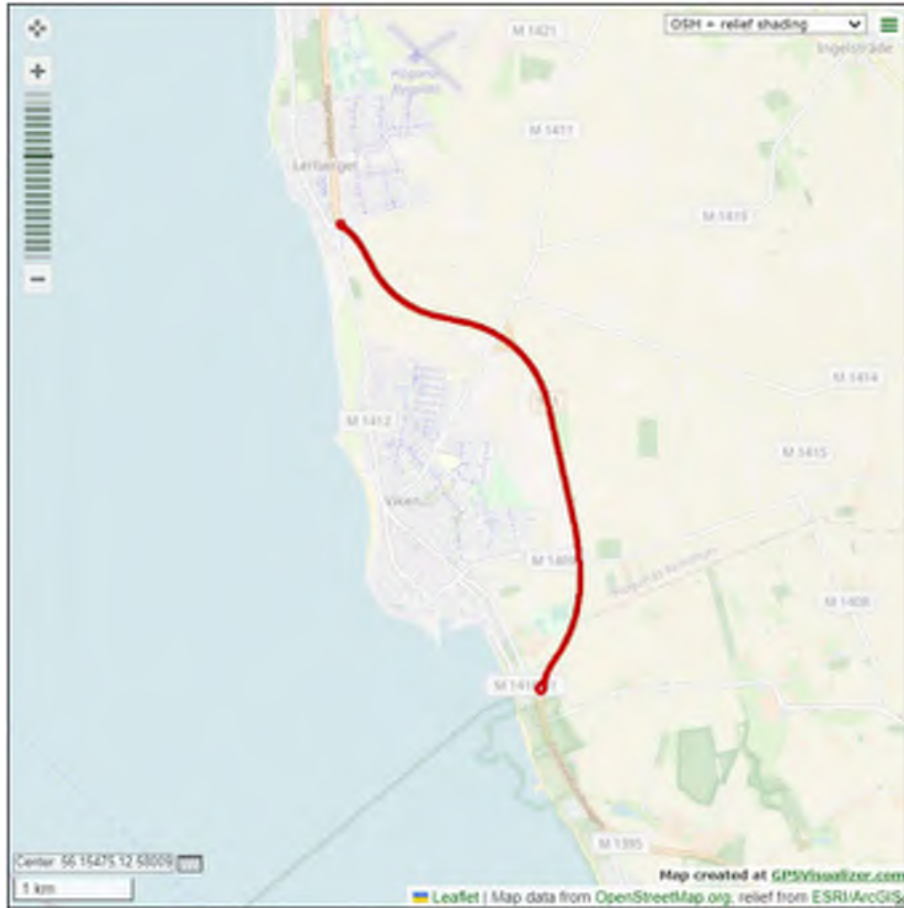 OSM + relief shading
M 1421
Ingelsträde
Höganäs
M 1411
Lerberget
M 1419
M 1414
M 1412
M 1415
Viken
M 1408
M 1395
Center: 56.15475,12.58009
1 km
Map created at GPSVisualizer.com
Leaflet | Map data from OpenStreetMap.org, relief from ESRI/ArcGIS